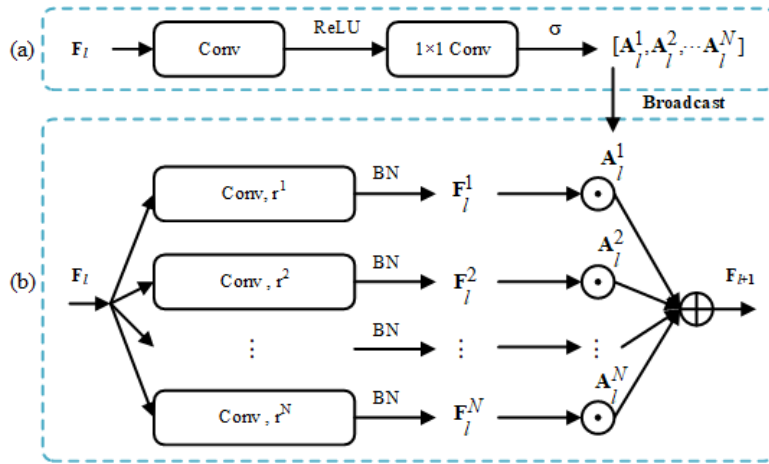 (a) F_l Conv ReLU 1×1 Conv σ [A_l^1, A_l^2, ⋯ A_l^N]
Broadcast
A_l^1
Conv, r^1 BN F_l^1
A_l^2
(b) F_l Conv, r^2 BN F_l^2 F_{l+1}
⋮ BN ⋮ ⋮
A_l^N
Conv, r^N BN F_l^N